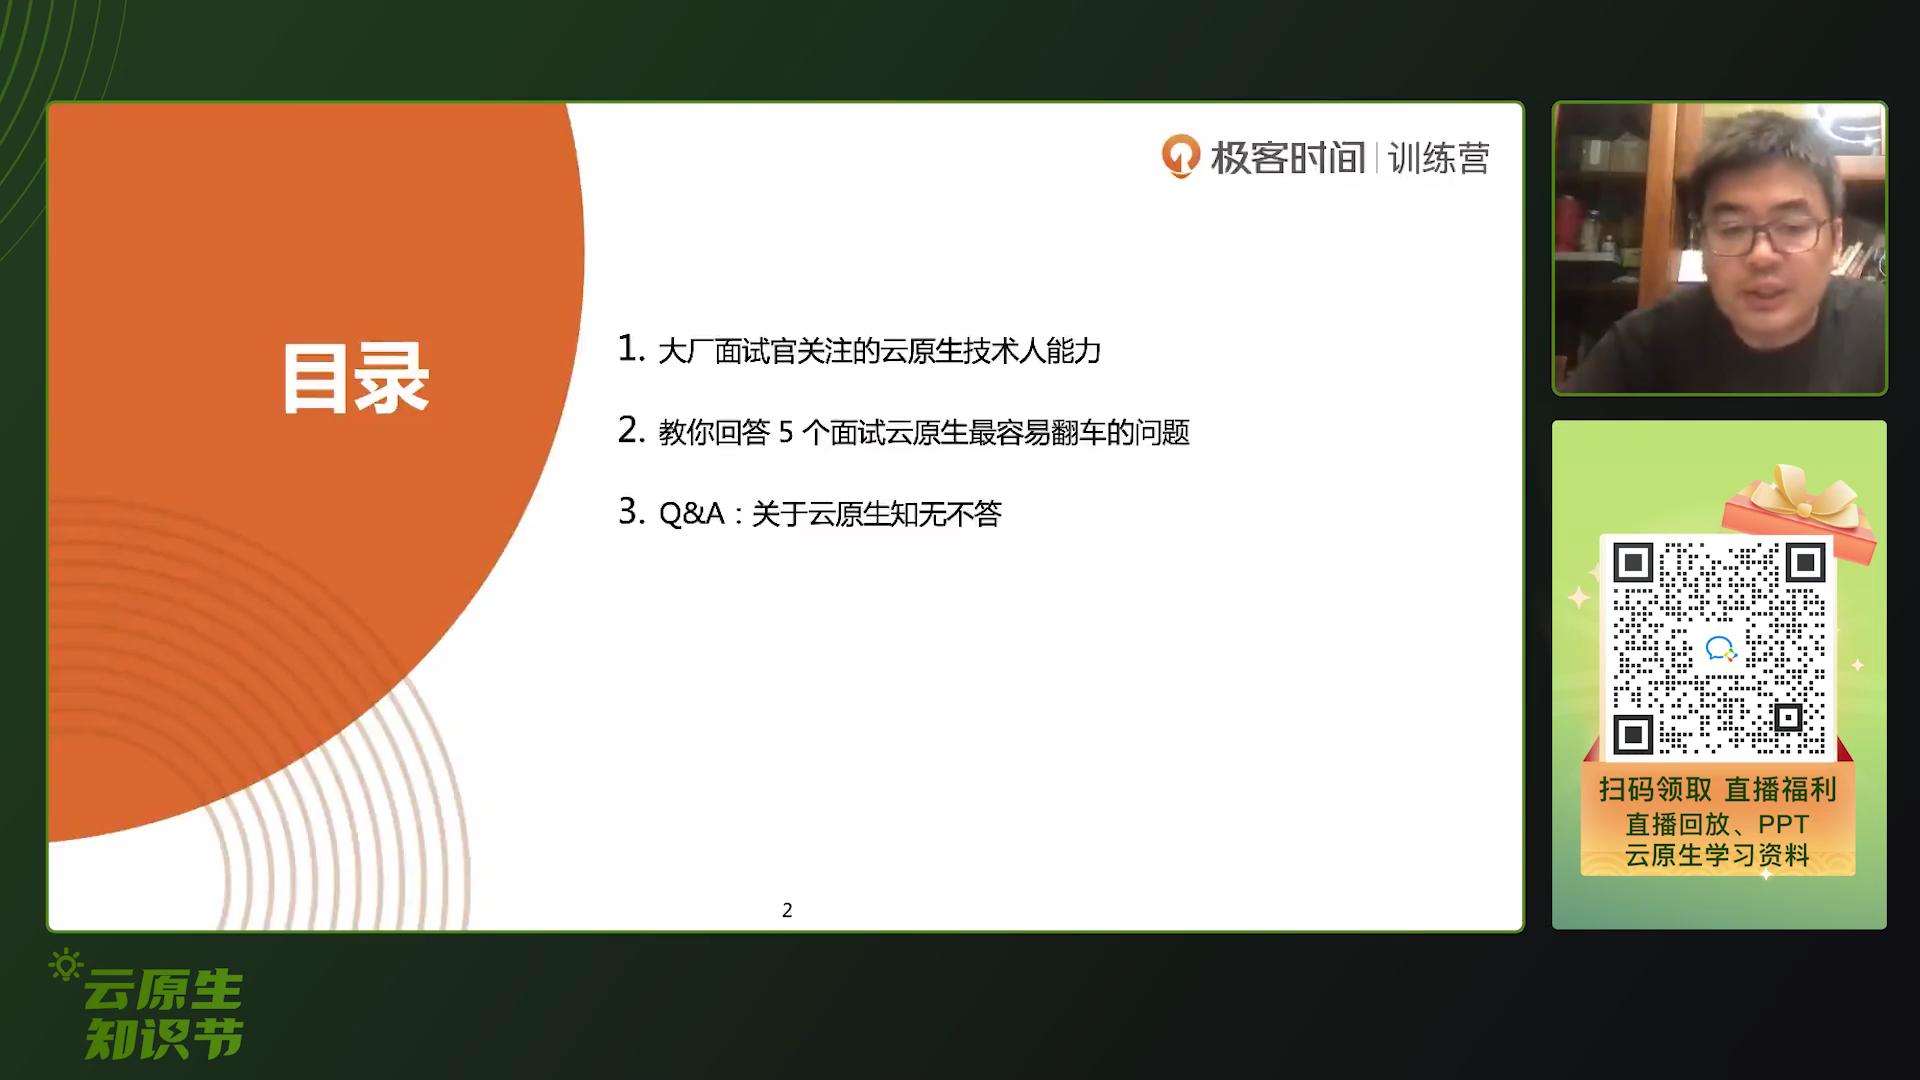 极客时间 | 训练营
目录
1. 大厂面试官关注的云原生技术人能力
2. 教你回答 5 个面试云原生最容易翻车的问题
3. Q&A：关于云原生知无不答
2
扫码领取 直播福利
直播回放、PPT
云原生学习资料
云原生
知识节